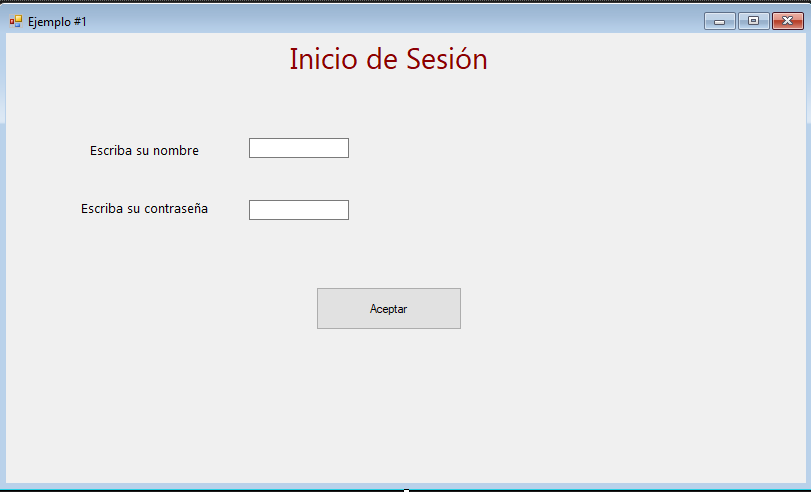 Ejemplo #1
Inicio de Sesión
Escriba su nombre
Escriba su contraseña
Aceptar